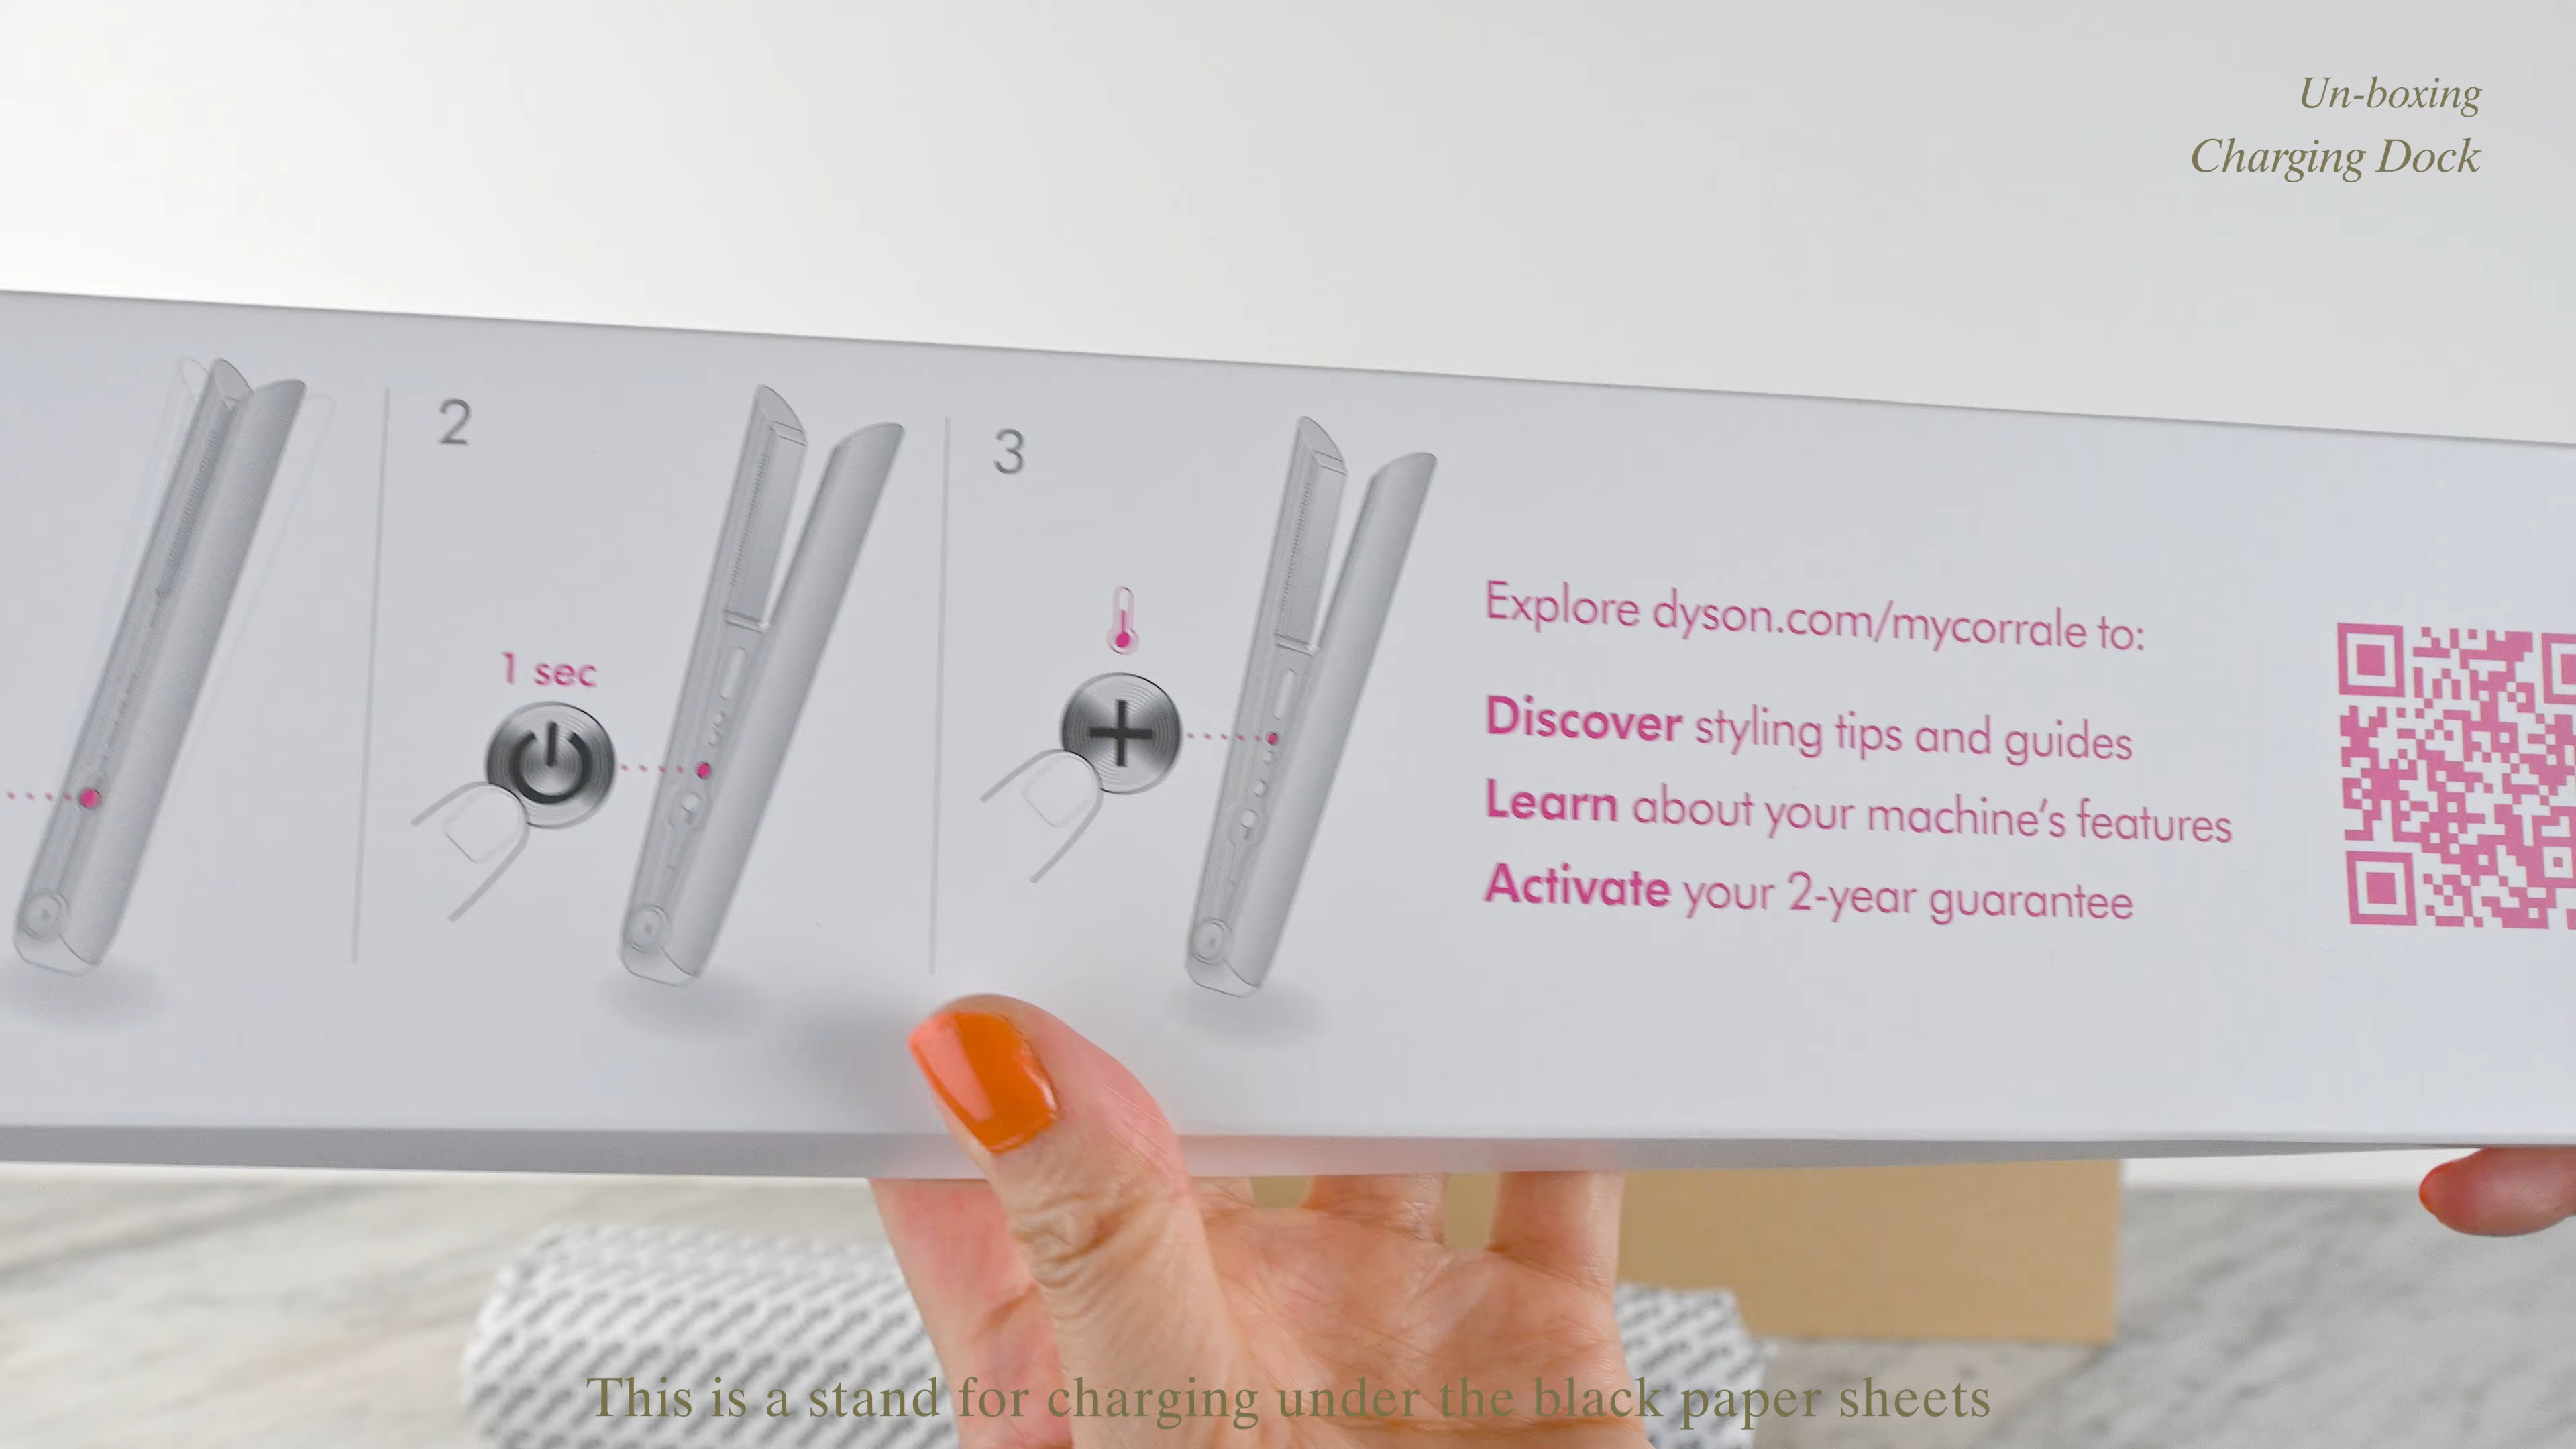 Un-boxing
Charging Dock
2
3
1 sec
Explore dyson.com/mycorrale to:
Discover styling tips and guides
Learn about your machine's features
Activate your 2-year guarantee
This is a stand for charging under the black paper sheets